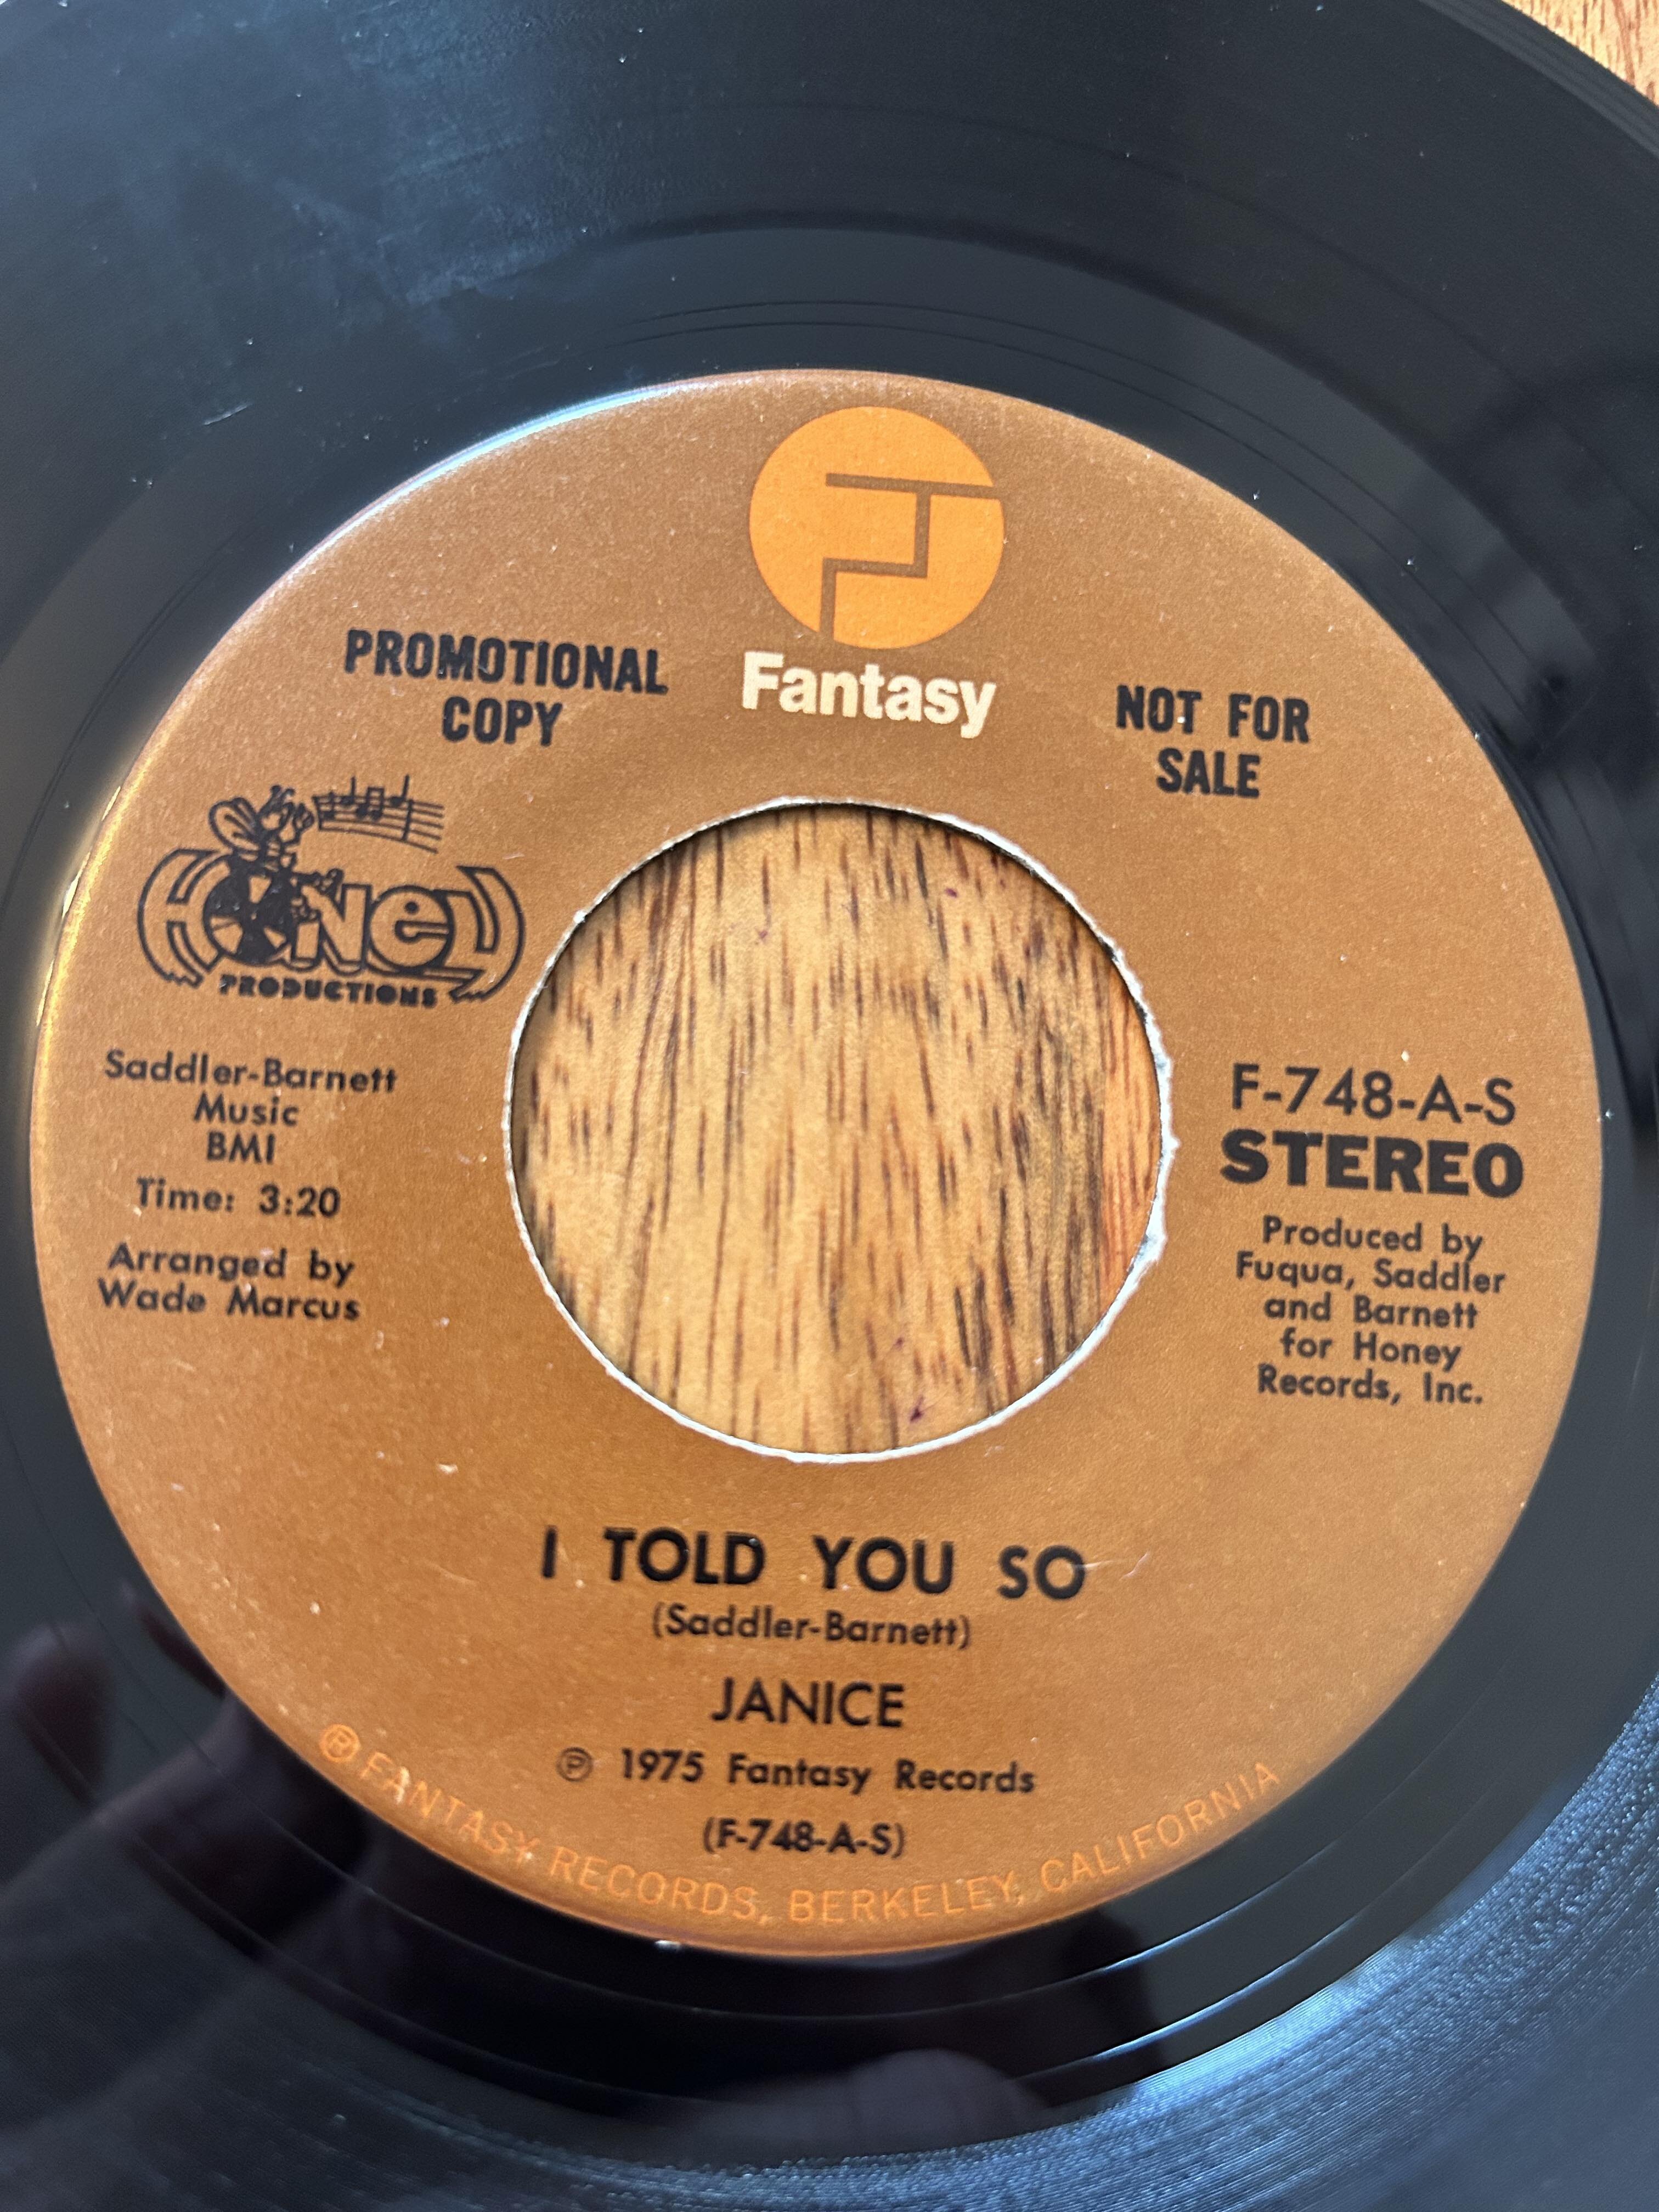 Fantasy
PROMOTIONAL
COPY
NOT FOR
SALE
HONEY
PRODUCTIONS
Saddler-Barnett
Music
BMI
Time: 3:20
Arranged by
Wade Marcus
F-748-A-S
STEREO
Produced by
Fuqua, Saddler
and Barnett
for Honey
Records, Inc.
I TOLD YOU SO
(Saddler-Barnett)
JANICE
℗ 1975 Fantasy Records
(F-748-A-S)
® FANTASY RECORDS, BERKELEY, CALIFORNIA